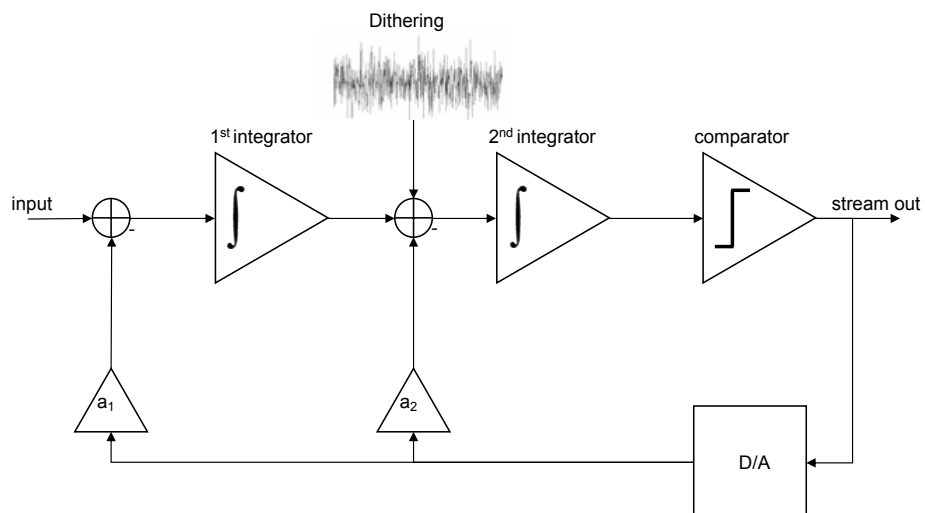 Dithering
1st integrator
2nd integrator
comparator
input
stream out
-
-
a1
a2
D/A